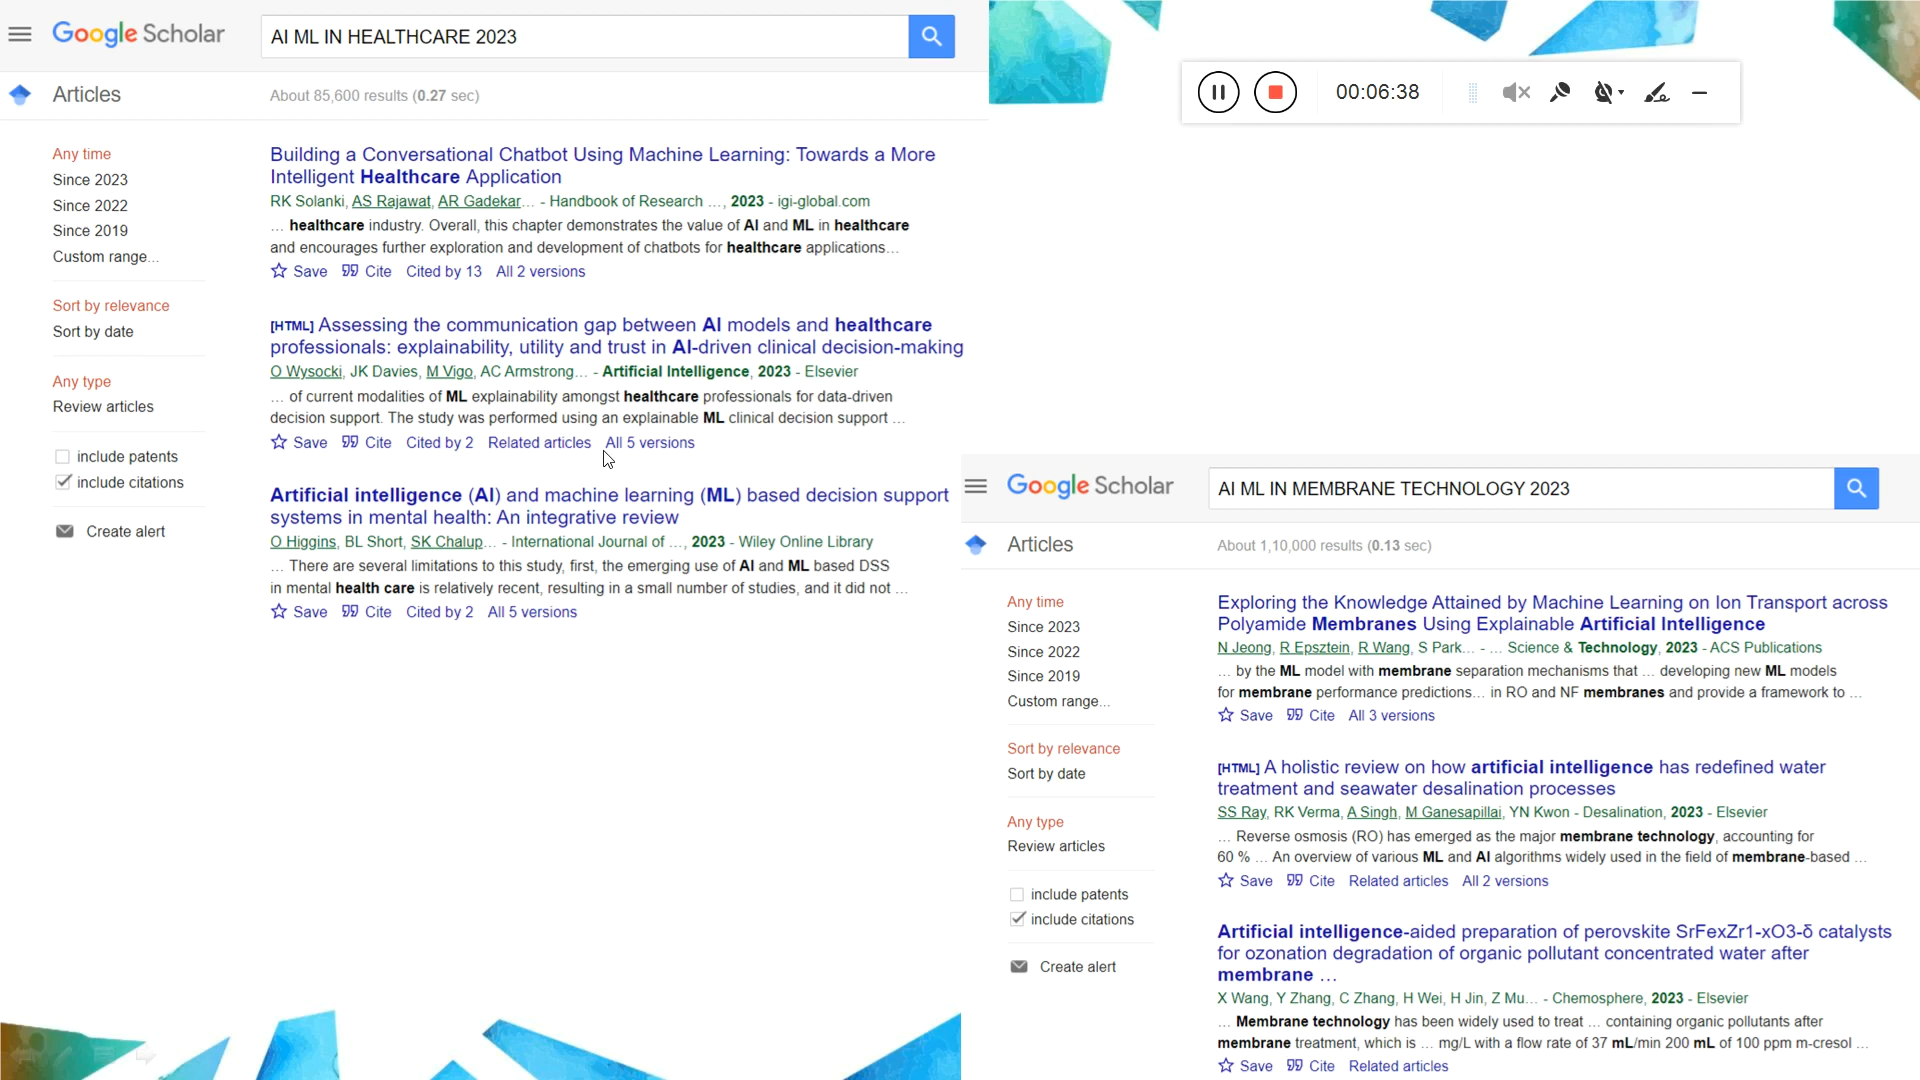 Google Scholar
AI ML IN HEALTHCARE 2023
Articles
About 85,600 results (0.27 sec)
Any time
Since 2023
Since 2022
Since 2019
Custom range...
Sort by relevance
Sort by date
Any type
Review articles
include patents
include citations
Create alert
Building a Conversational Chatbot Using Machine Learning: Towards a More
Intelligent Healthcare Application
RK Solanki, AS Rajawat, AR Gadekar... - Handbook of Research ..., 2023 - igi-global.com
... healthcare industry. Overall, this chapter demonstrates the value of AI and ML in healthcare
and encourages further exploration and development of chatbots for healthcare applications...
Save Cite Cited by 13 All 2 versions
[HTML] Assessing the communication gap between AI models and healthcare
professionals: explainability, utility and trust in AI-driven clinical decision-making
O Wysocki, JK Davies, M Vigo, AC Armstrong... - Artificial Intelligence, 2023 - Elsevier
... of current modalities of ML explainability amongst healthcare professionals for data-driven
decision support. The study was performed using an explainable ML clinical decision support ...
Save Cite Cited by 2 Related articles All 5 versions
Artificial intelligence (AI) and machine learning (ML) based decision support
systems in mental health: An integrative review
O Higgins, BL Short, SK Chalup... - International Journal of ..., 2023 - Wiley Online Library
... There are several limitations to this study, first, the emerging use of AI and ML based DSS
in mental health care is relatively recent, resulting in a small number of studies, and it did not ...
Save Cite Cited by 2 All 5 versions
00:06:38
Google Scholar
AI ML IN MEMBRANE TECHNOLOGY 2023
Articles
About 1,10,000 results (0.13 sec)
Any time
Since 2023
Since 2022
Since 2019
Custom range...
Sort by relevance
Sort by date
Any type
Review articles
include patents
include citations
Create alert
Exploring the Knowledge Attained by Machine Learning on Ion Transport across
Polyamide Membranes Using Explainable Artificial Intelligence
N Jeong, R Epsztein, R Wang, S Park... - ... Science & Technology, 2023 - ACS Publications
... by the ML model with membrane separation mechanisms that ... developing new ML models
for membrane performance predictions... in RO and NF membranes and provide a framework to ...
Save Cite All 3 versions
[HTML] A holistic review on how artificial intelligence has redefined water
treatment and seawater desalination processes
SS Ray, RK Verma, A Singh, M Ganesapillai, YN Kwon - Desalination, 2023 - Elsevier
... Reverse osmosis (RO) has emerged as the major membrane technology, accounting for
60 % ... An overview of various ML and AI algorithms widely used in the field of membrane-based ...
Save Cite Related articles All 2 versions
Artificial intelligence-aided preparation of perovskite SrFexZr1-xO3-δ catalysts
for ozonation degradation of organic pollutant concentrated water after
membrane ...
X Wang, Y Zhang, C Zhang, H Wei, H Jin, Z Mu... - Chemosphere, 2023 - Elsevier
... Membrane technology has been widely used to treat ... containing organic pollutants after
membrane treatment, which is ... mg/L with a flow rate of 37 mL/min 200 mL of 100 ppm m-cresol ...
Save Cite Related articles